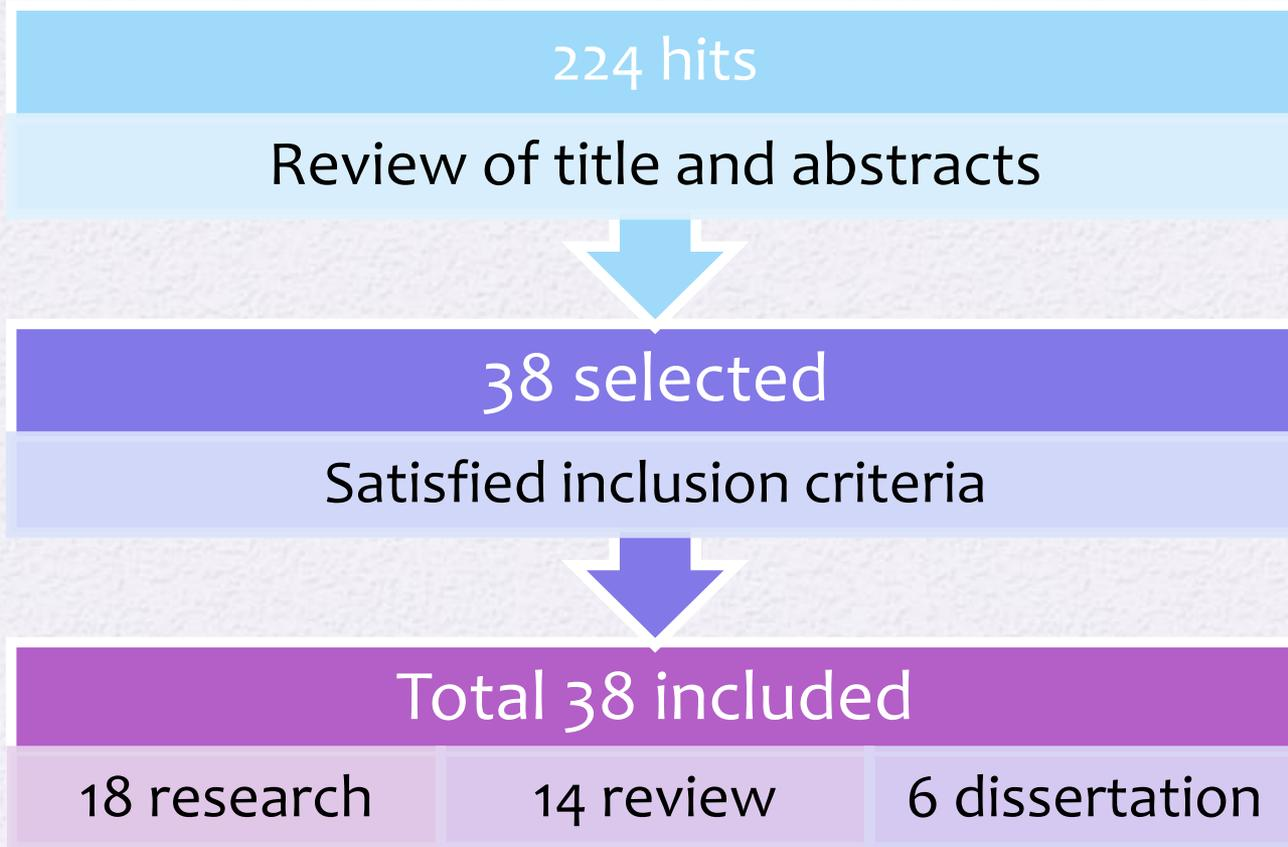 224 hits
Review of title and abstracts
38 selected
Satisfied inclusion criteria
Total 38 included
18 research
14 review
6 dissertation